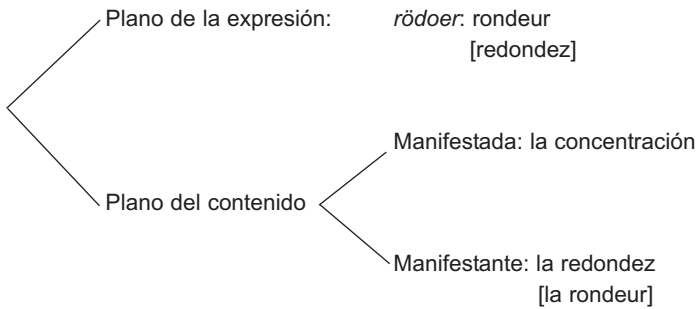 Plano de la expresión: rödoer: rondeur
[redondez]
Manifestada: la concentración
Plano del contenido
Manifestante: la redondez
[la rondeur]